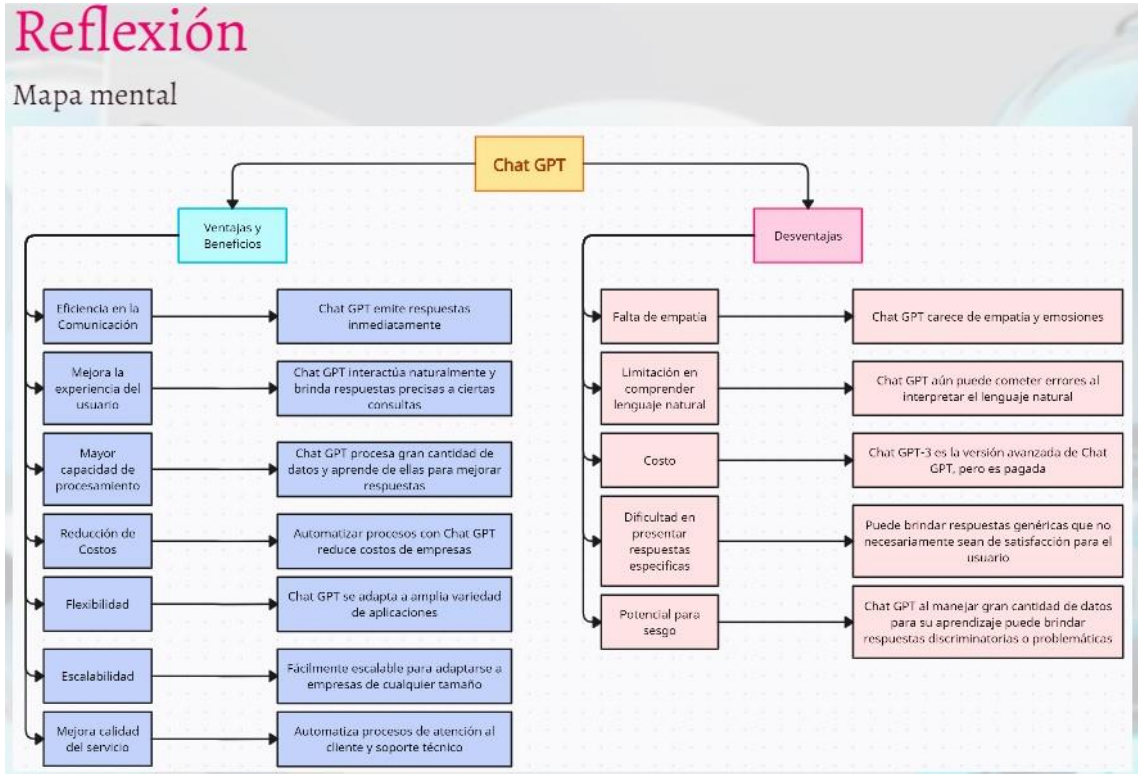 Reflexión
Mapa mental
Chat GPT
Ventajas y
Beneficios
Eficiencia en la
Comunicación
Chat GPT emite respuestas
inmediatamente
Mejora la
experiencia del
usuario
Chat GPT interactúa naturalmente y
brinda respuestas precisas a ciertas
consultas
Mayor
capacidad de
procesamiento
Chat GPT procesa gran cantidad de
datos y aprende de ellas para mejorar
respuestas
Reducción de
Costos
Automatizar procesos con Chat GPT
reduce costos de empresas
Flexibilidad
Chat GPT se adapta a amplia variedad
de aplicaciones
Escalabilidad
Fácilmente escalable para adaptarse a
empresas de cualquier tamaño
Mejora calidad
del servicio
Automatiza procesos de atención al
cliente y soporte técnico
Desventajas
Falta de empatía
Chat GPT carece de empatía y emosiones
Limitación en
comprender
lenguaje natural
Chat GPT aún puede cometer errores al
interpretar el lenguaje natural
Costo
Chat GPT-3 es la versión avanzada de Chat
GPT, pero es pagada
Dificultad en
presentar
respuestas
especificas
Puede brindar respuestas genéricas que no
necesariamente sean de satisfacción para el
usuario
Potencial para
sesgo
Chat GPT al manejar gran cantidad de datos
para su aprendizaje puede brindar
respuestas discriminatorias o problemáticas